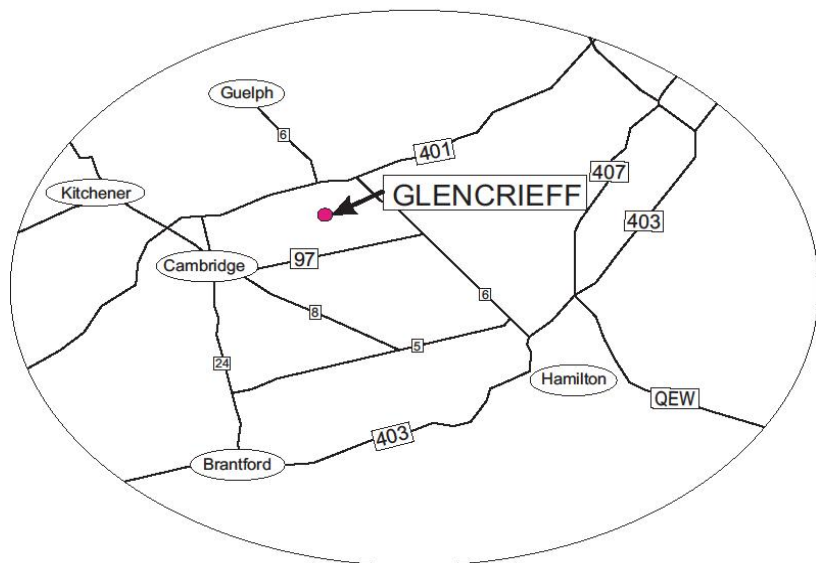 Guelph
6
401
407
Kitchener
GLENCRIEFF
403
97
Cambridge
6
8
5
24
Hamilton
QEW
403
Brantford